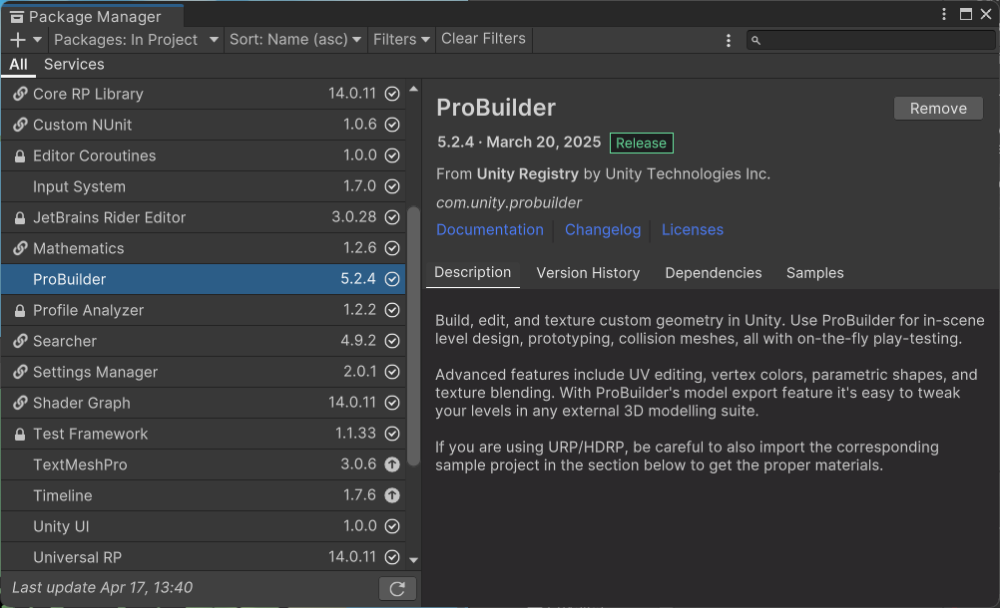 Package Manager
Packages: In Project Sort: Name (asc) Filters Clear Filters
All Services
Core RP Library 14.0.11
Custom NUnit 1.0.6
Editor Coroutines 1.0.0
Input System 1.7.0
JetBrains Rider Editor 3.0.28
Mathematics 1.2.6
ProBuilder 5.2.4
Profile Analyzer 1.2.2
Searcher 4.9.2
Settings Manager 2.0.1
Shader Graph 14.0.11
Test Framework 1.1.33
TextMeshPro 3.0.6
Timeline 1.7.6
Unity UI 1.0.0
Universal RP 14.0.11
Last update Apr 17, 13:40
ProBuilder
Remove
5.2.4 · March 20, 2025 Release
From Unity Registry by Unity Technologies Inc.
com.unity.probuilder
Documentation Changelog Licenses
Description Version History Dependencies Samples
Build, edit, and texture custom geometry in Unity. Use ProBuilder for in-scene
level design, prototyping, collision meshes, all with on-the-fly play-testing.
Advanced features include UV editing, vertex colors, parametric shapes, and
texture blending. With ProBuilder's model export feature it's easy to tweak
your levels in any external 3D modelling suite.
If you are using URP/HDRP, be careful to also import the corresponding
sample project in the section below to get the proper materials.